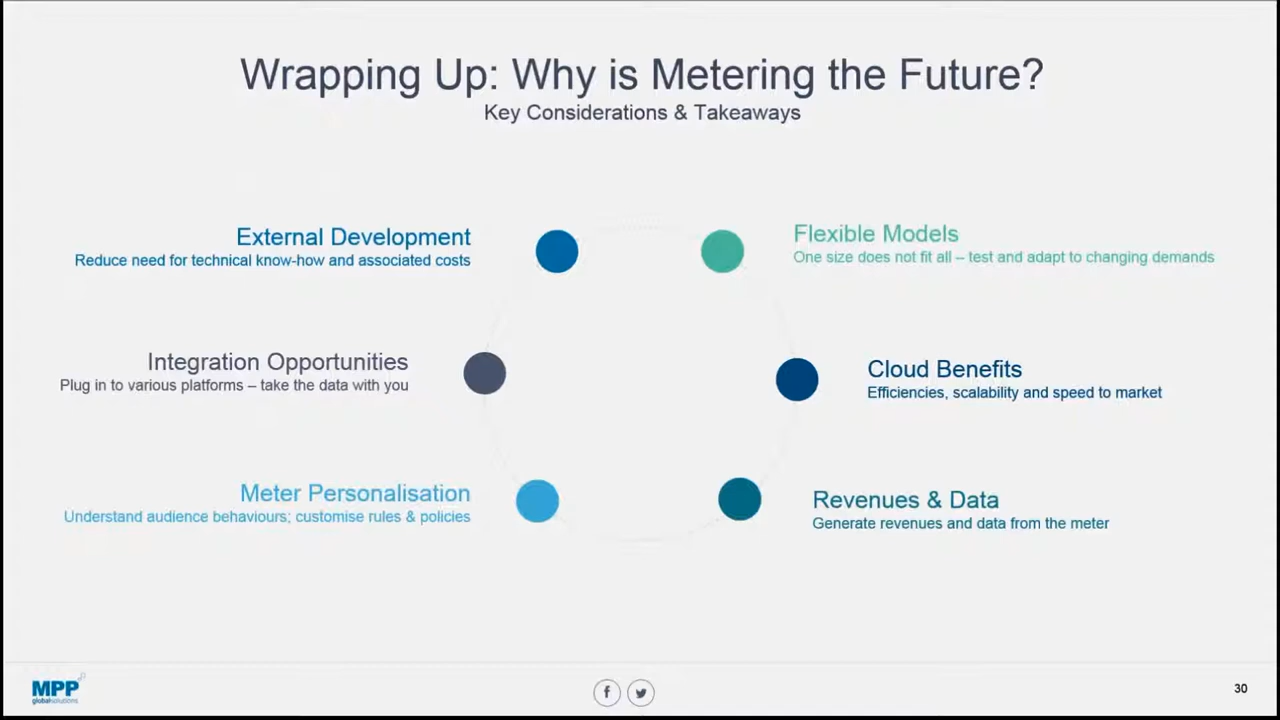 Wrapping Up: Why is Metering the Future?
Key Considerations & Takeaways
External Development
Reduce need for technical know-how and associated costs
Flexible Models
One size does not fit all – test and adapt to changing demands
Integration Opportunities
Plug in to various platforms – take the data with you
Cloud Benefits
Efficiencies, scalability and speed to market
Meter Personalisation
Understand audience behaviours; customise rules & policies
Revenues & Data
Generate revenues and data from the meter
MPP
globalsolutions
f
30